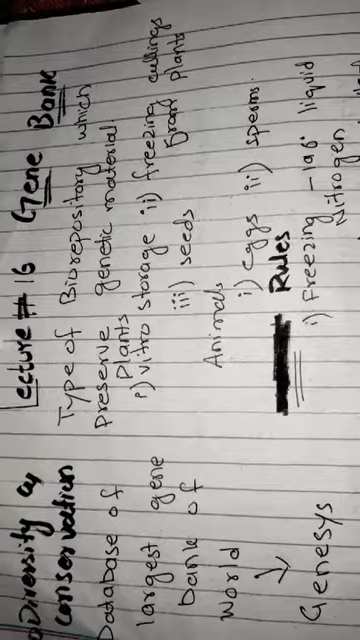 Lecture # 16 Gene Bank
Type of Biorepository which
preserve genetic material.
Plants
i) vitro storage ii) freezing cuttings
from plants
iii) seeds
Animals
i) eggs ii) sperms.
Rules
i) Freezing -196° liquid
Nitrogen
Diversity
conservation
Database of
largest gene
bank of
world
↓
Genesys